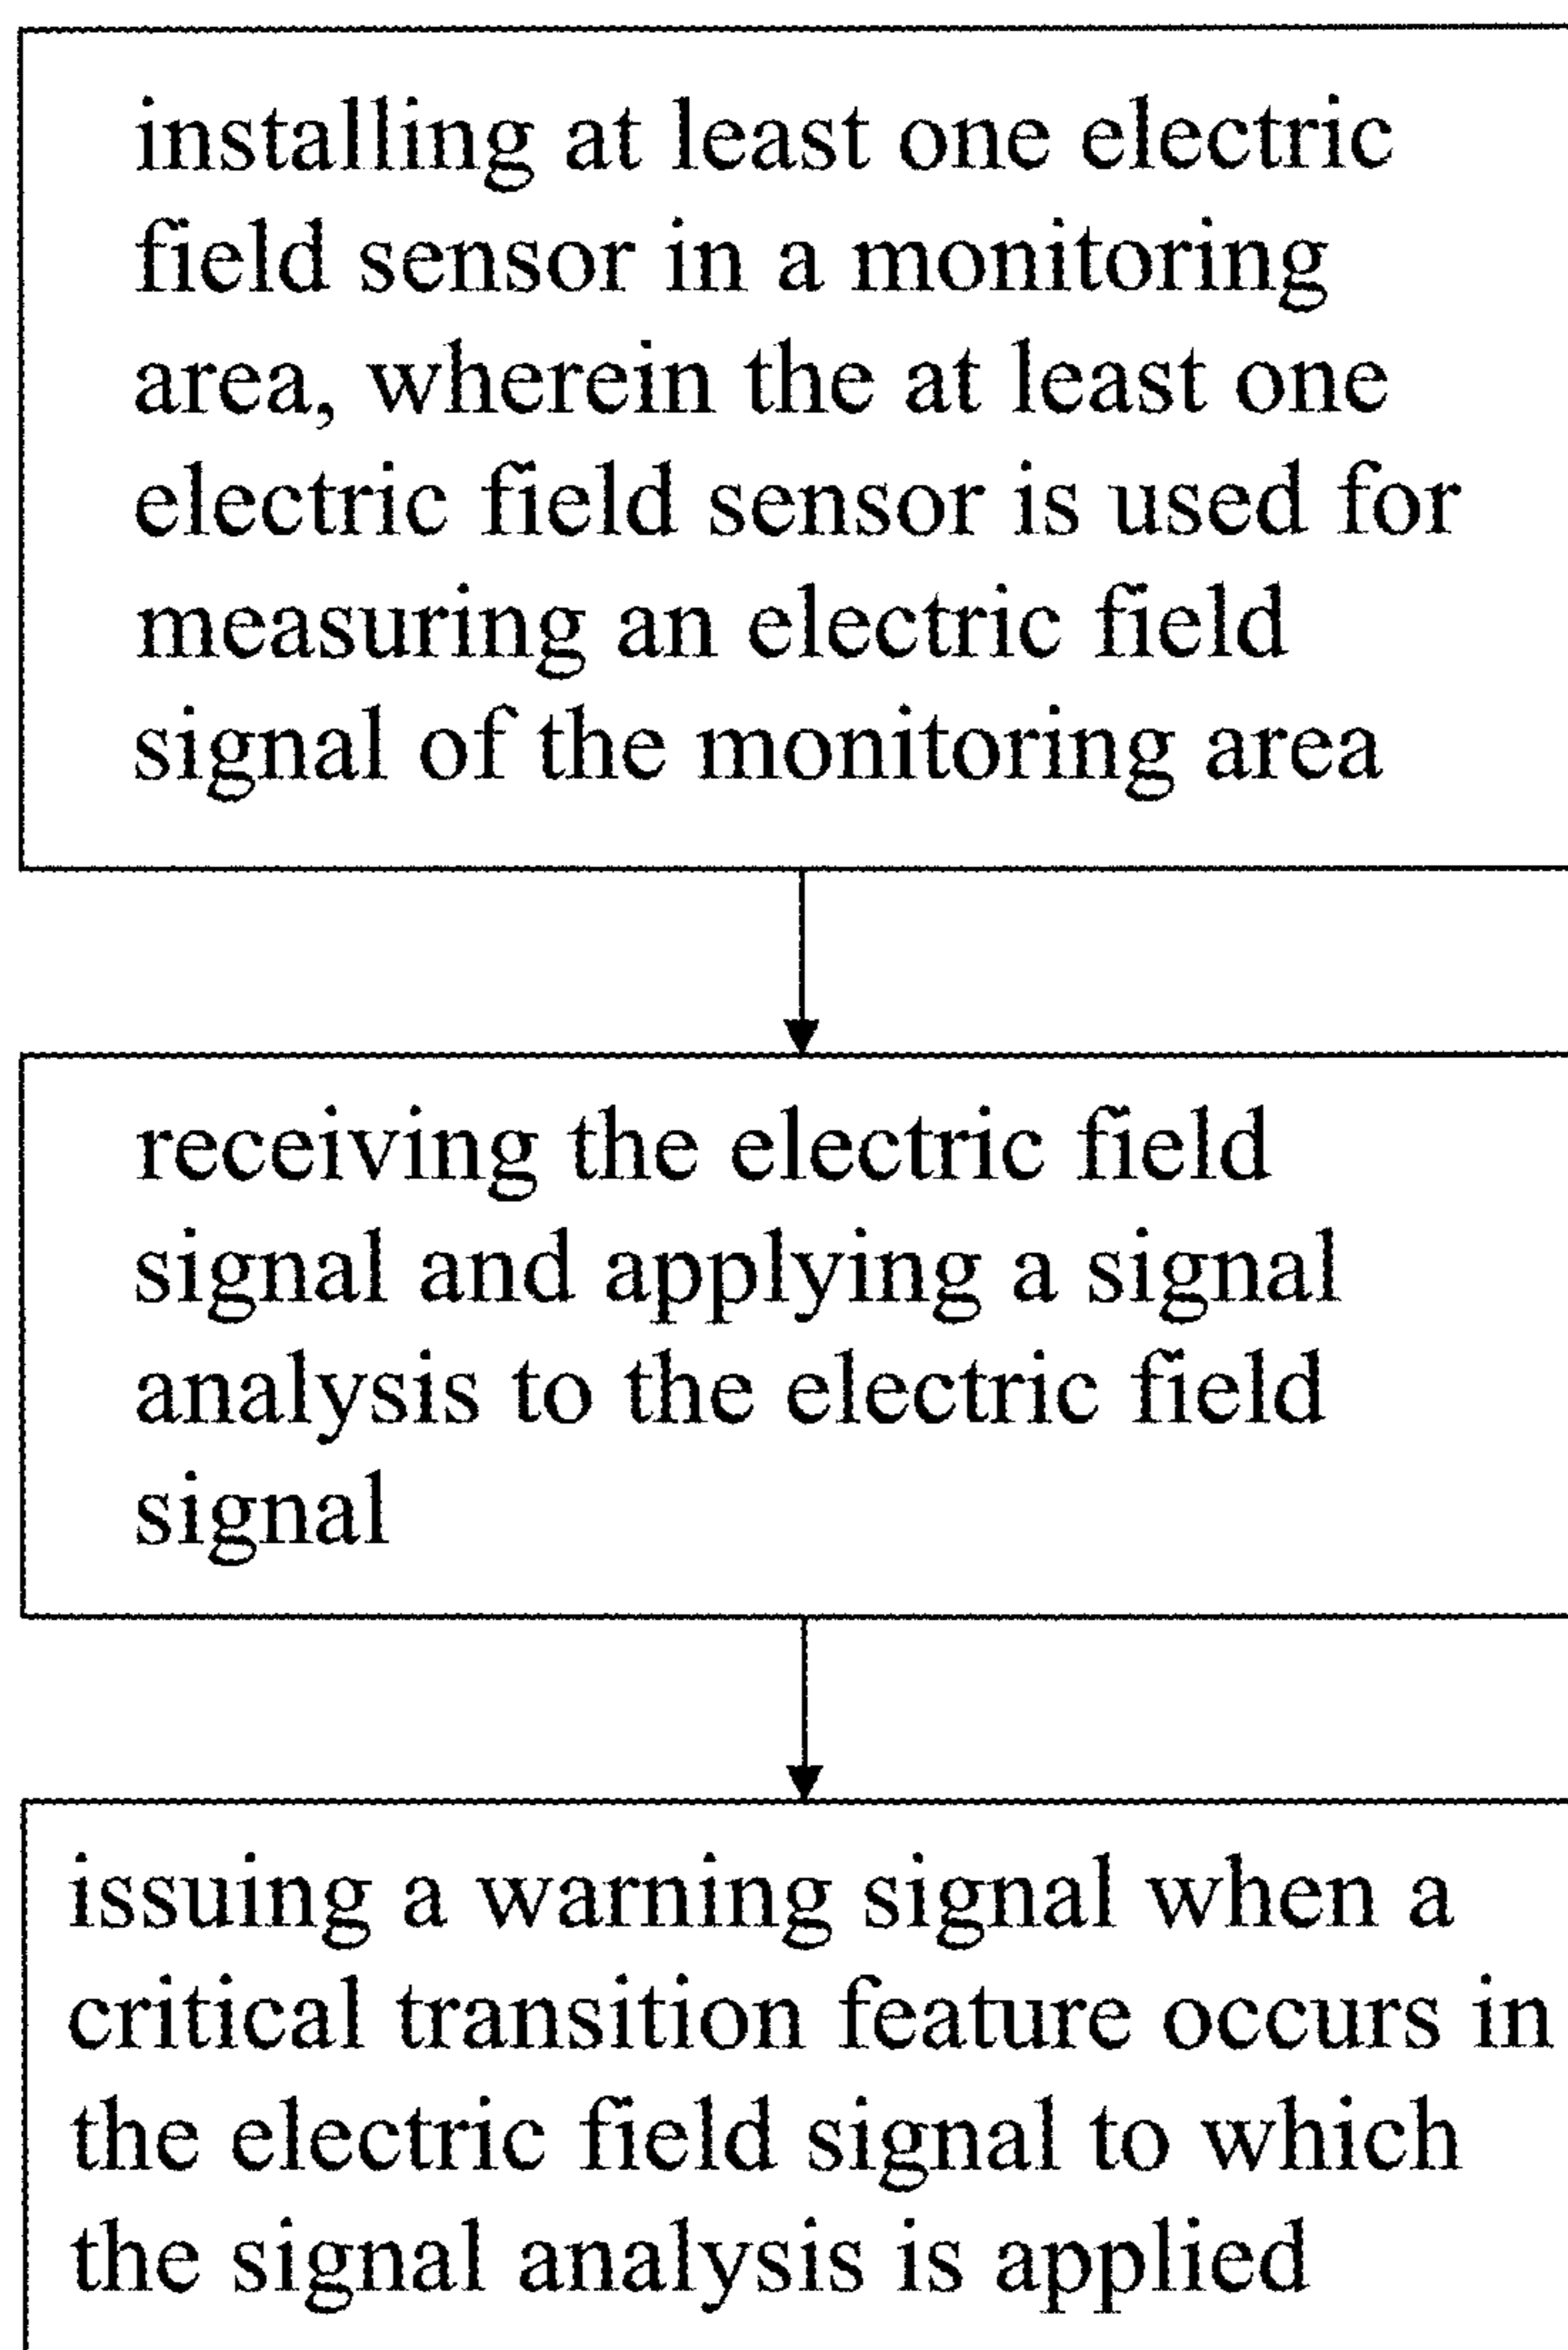 installing at least one electric
field sensor in a monitoring
area, wherein the at least one
electric field sensor is used for
measuring an electric field
signal of the monitoring area
receiving the electric field
signal and applying a signal
analysis to the electric field
signal
issuing a warning signal when a
critical transition feature occurs in
the electric field signal to which
the signal analysis is applied